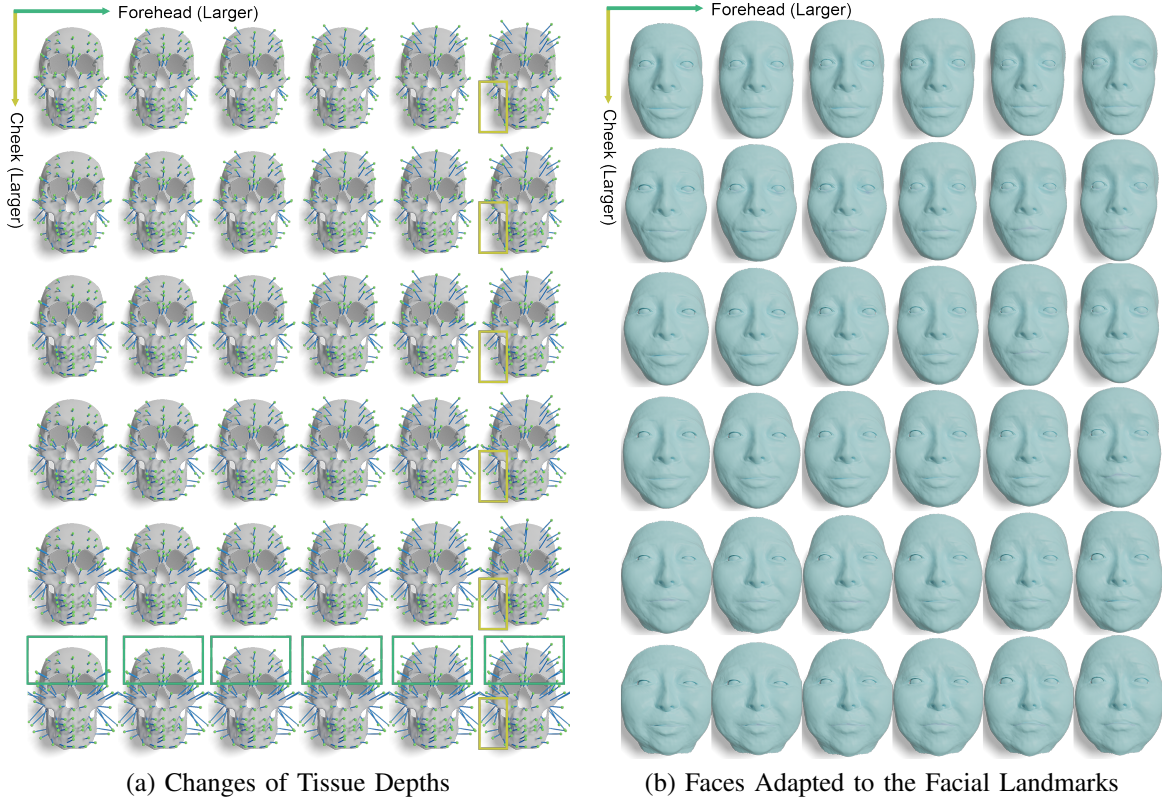 Forehead (Larger)
Cheek (Larger)
Forehead (Larger)
Cheek (Larger)
(a) Changes of Tissue Depths
(b) Faces Adapted to the Facial Landmarks